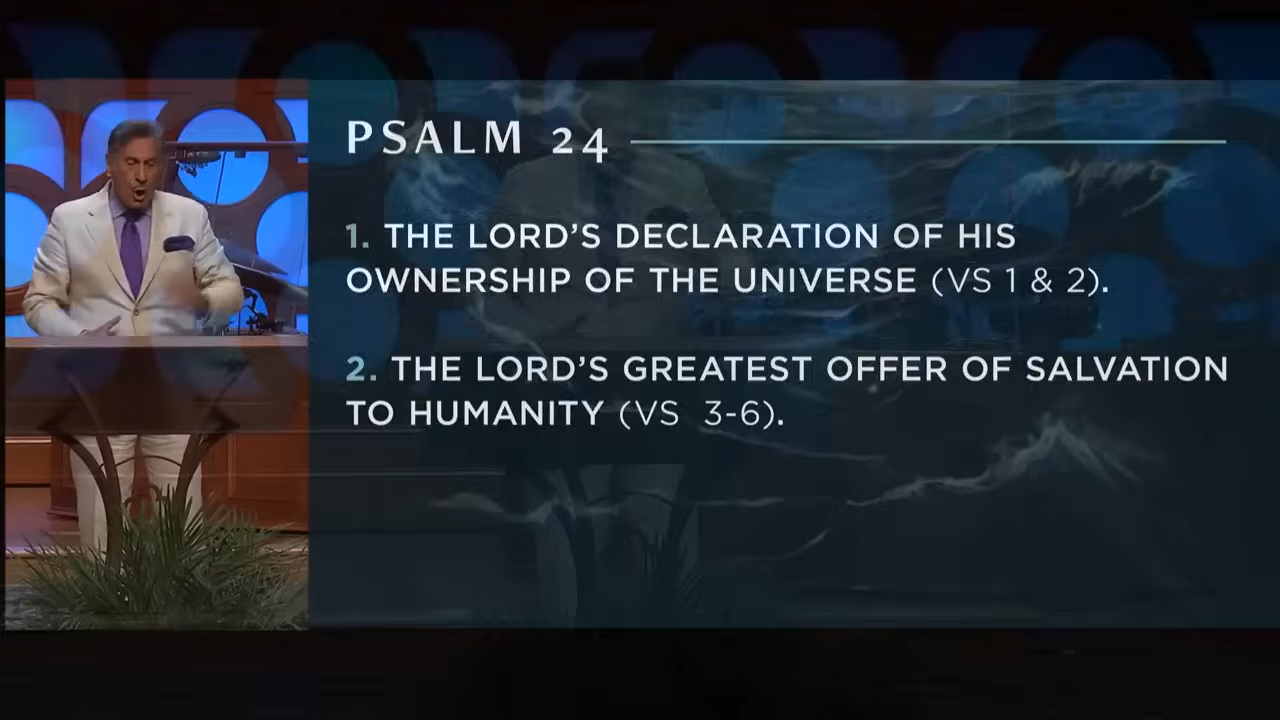 PSALM 24
1. THE LORD’S DECLARATION OF HIS
OWNERSHIP OF THE UNIVERSE (VS 1 & 2).
2. THE LORD’S GREATEST OFFER OF SALVATION
TO HUMANITY (VS 3-6).